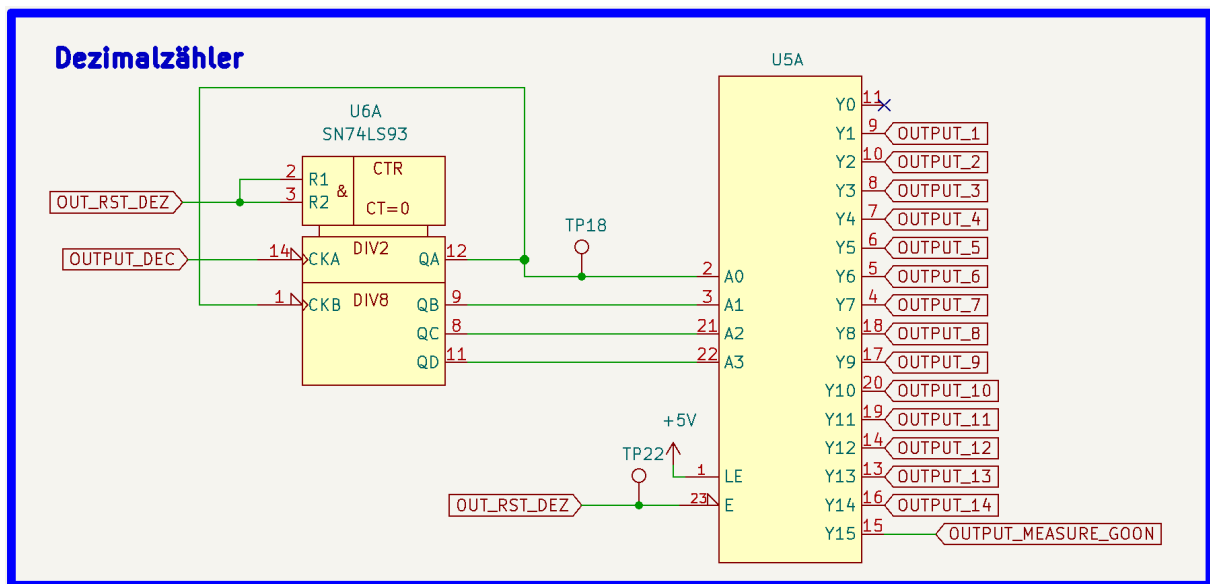 Dezimalzähler
U6A
SN74LS93
OUT_RST_DEZ
2
R1
3
R2
&
CTR
CT=0
OUTPUT_DEC
14
CKA
DIV2
QA
12
1
CKB
DIV8
QB
9
QC
8
QD
11
TP18
U5A
2
A0
3
A1
21
A2
22
A3
+5V
1
LE
TP22
OUT_RST_DEZ
23
E
Y0 11
Y1 9 OUTPUT_1
Y2 10 OUTPUT_2
Y3 8 OUTPUT_3
Y4 7 OUTPUT_4
Y5 6 OUTPUT_5
Y6 5 OUTPUT_6
Y7 4 OUTPUT_7
Y8 18 OUTPUT_8
Y9 17 OUTPUT_9
Y10 20 OUTPUT_10
Y11 19 OUTPUT_11
Y12 14 OUTPUT_12
Y13 13 OUTPUT_13
Y14 16 OUTPUT_14
Y15 15 OUTPUT_MEASURE_GOON